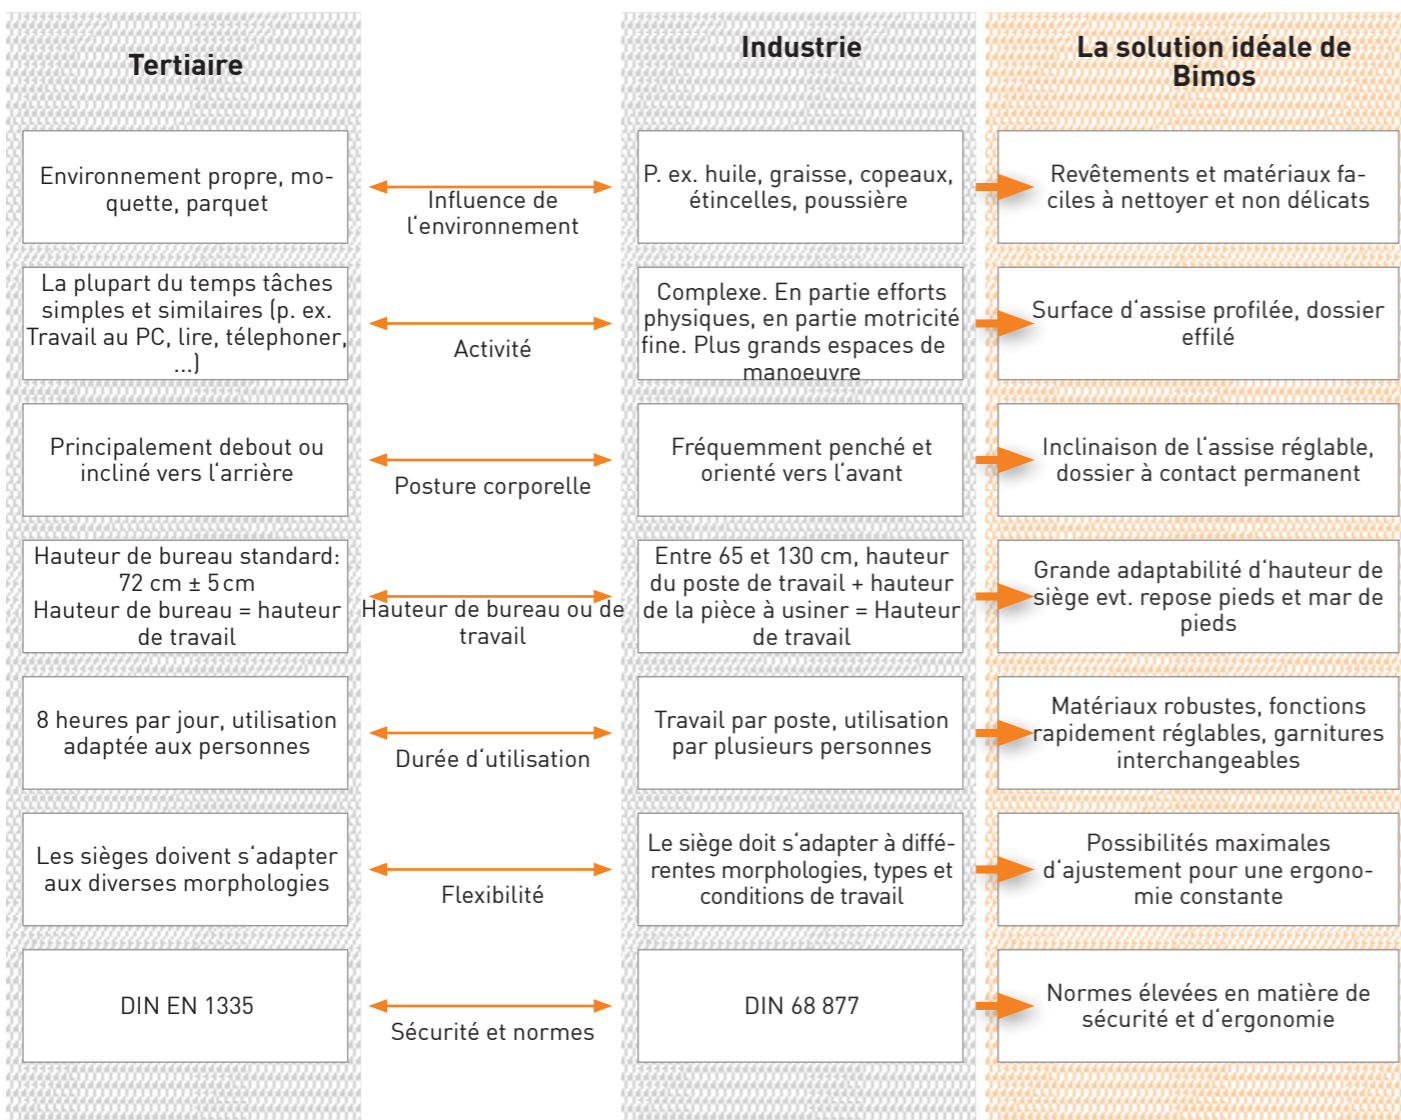 Tertiaire
Industrie
La solution idéale de
Bimos
Environnement propre, mo-
quette, parquet
Influence de
l‘environnement
P. ex. huile, graisse, copeaux,
étincelles, poussière
Revêtements et matériaux fa-
ciles à nettoyer et non délicats
La plupart du temps tâches
simples et similaires (p. ex.
Travail au PC, lire, télephoner,
...)
Activité
Complexe. En partie efforts
physiques, en partie motricité
fine. Plus grands espaces de
manoeuvre
Surface d‘assise profilée, dossier
effilé
Principalement debout ou
incliné vers l‘arrière
Posture corporelle
Fréquemment penché et
orienté vers l‘avant
Inclinaison de l‘assise réglable,
dossier à contact permanent
Hauteur de bureau standard:
72 cm ± 5 cm
Hauteur de bureau = hauteur
de travail
Hauteur de bureau ou de
travail
Entre 65 et 130 cm, hauteur
du poste de travail + hauteur
de la pièce à usiner = Hauteur
de travail
Grande adaptabilité d‘hauteur de
siège evt. repose pieds et mar de
pieds
8 heures par jour, utilisation
adaptée aux personnes
Durée d‘utilisation
Travail par poste, utilisation
par plusieurs personnes
Matériaux robustes, fonctions
rapidement réglables, garnitures
interchangeables
Les sièges doivent s‘adapter
aux diverses morphologies
Flexibilité
Le siège doit s‘adapter à diffé-
rentes morphologies, types et
conditions de travail
Possibilités maximales
d‘ajustement pour une ergono-
mie constante
DIN EN 1335
Sécurité et normes
DIN 68 877
Normes élevées en matière de
sécurité et d‘ergonomie